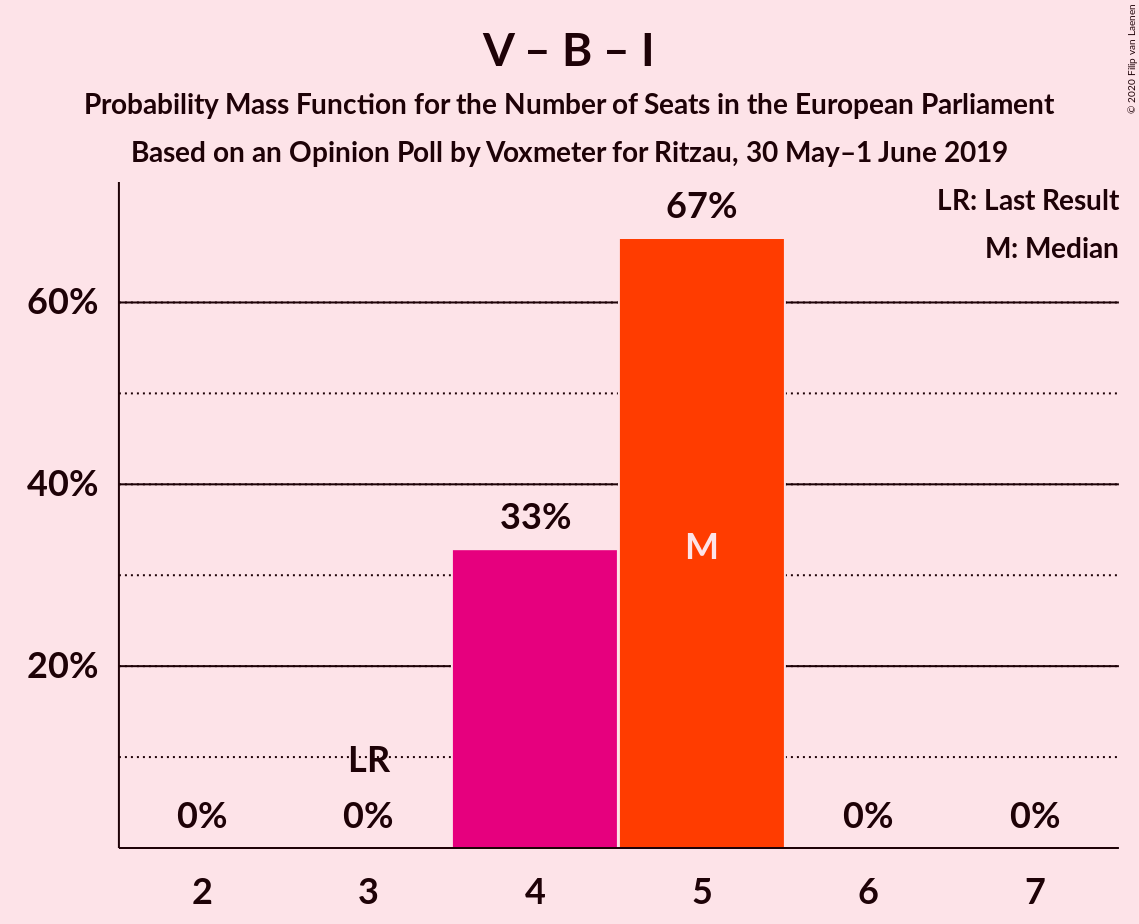 V – B – I
Probability Mass Function for the Number of Seats in the European Parliament
Based on an Opinion Poll by Voxmeter for Ritzau, 30 May–1 June 2019
© 2020 Filip van Laenen
LR: Last Result
M: Median
67%
60%
40%
33%
M
20%
LR
0%
0%
0%
0%
2
3
4
5
6
7